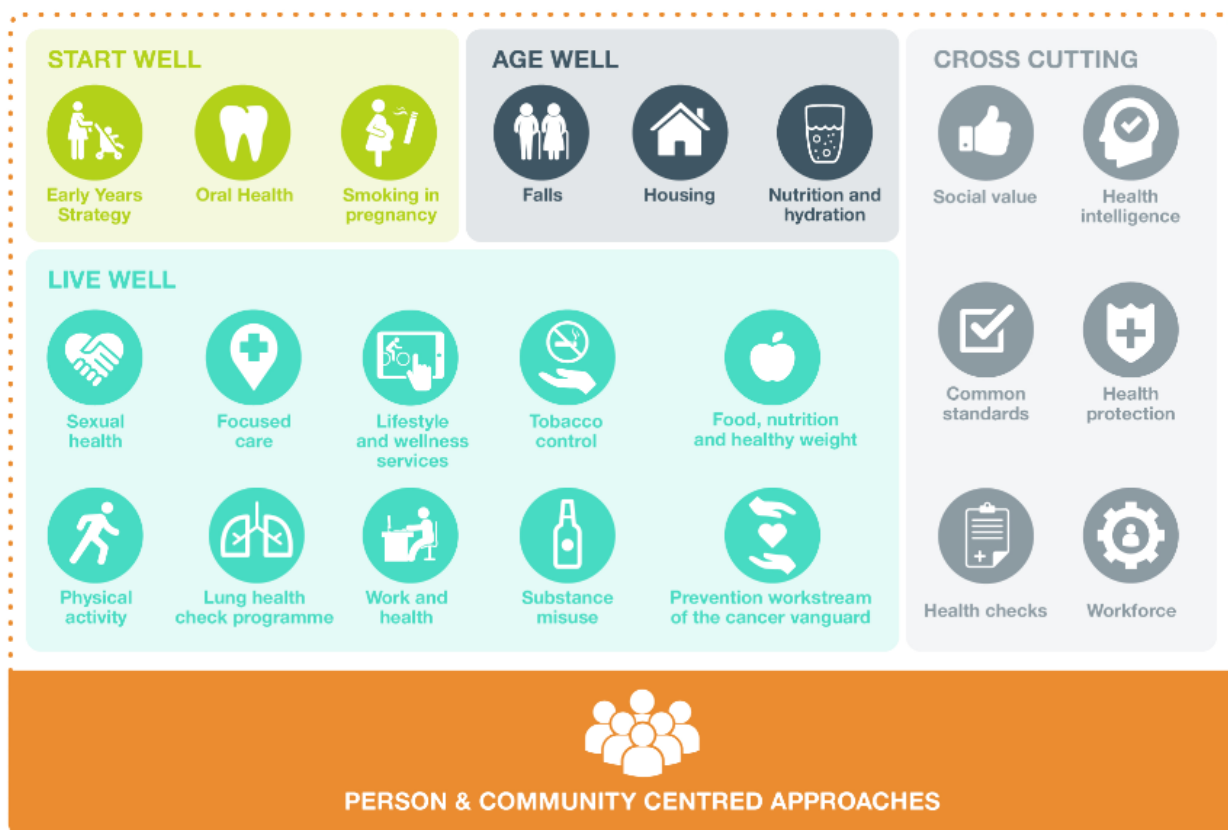 START WELL
Early Years
Strategy
Oral Health
Smoking in
pregnancy
AGE WELL
Falls
Housing
Nutrition and
hydration
CROSS CUTTING
Social value
Health
intelligence
Common
standards
Health
protection
Health checks
Workforce
LIVE WELL
Sexual
health
Focused
care
Lifestyle
and wellness
services
Tobacco
control
Food, nutrition
and healthy weight
Physical
activity
Lung health
check programme
Work and
health
Substance
misuse
Prevention workstream
of the cancer vanguard
PERSON & COMMUNITY CENTRED APPROACHES